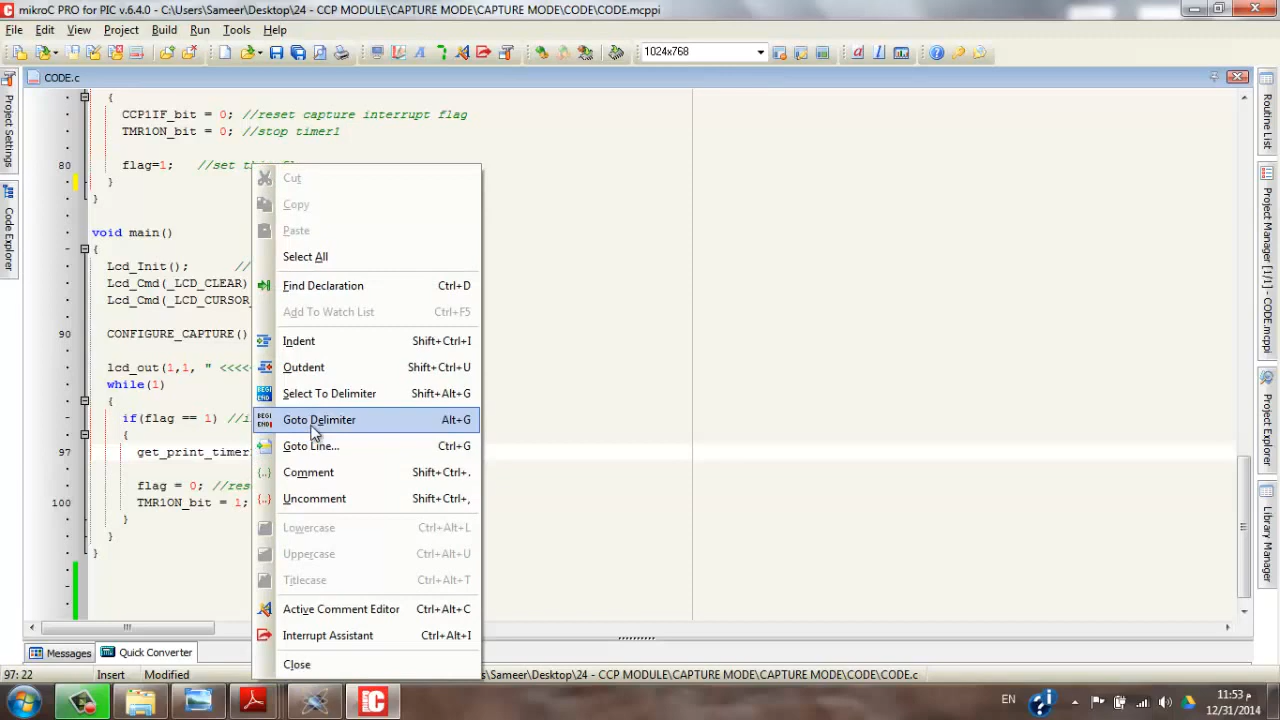 mikroC PRO for PIC v.6.4.0 - C:\Users\Sameer\Desktop\24 - CCP MODULE\CAPTURE MODE\CAPTURE MODE\CODE\CODE.mcppi
File Edit View Project Build Run Tools Help
1024x768
CODE.c
{
CCP1IF_bit = 0; //reset capture interrupt flag
TMR1ON_bit = 0; //stop timer1
80 flag=1; //set
}
}
void main()
{
Lcd_Init(); //
Lcd_Cmd(_LCD_CLEAR)
Lcd_Cmd(_LCD_CURSOR_
90 CONFIGURE_CAPTURE()
lcd_out(1,1, " <<<<
while(1)
{
if(flag == 1) //i
{
97 get_print_timer
flag = 0; //res
100 TMR1ON_bit = 1;
}
}
}
Cut
Copy
Paste
Select All
Find Declaration Ctrl+D
Add To Watch List Ctrl+F5
Indent Shift+Ctrl+I
Outdent Shift+Ctrl+U
Select To Delimiter Shift+Alt+G
Goto Delimiter Alt+G
Goto Line... Ctrl+G
Comment Shift+Ctrl+.
Uncomment Shift+Ctrl+,
Lowercase Ctrl+Alt+L
Uppercase Ctrl+Alt+U
Titlecase Ctrl+Alt+T
Active Comment Editor Ctrl+Alt+C
Interrupt Assistant Ctrl+Alt+I
Close
Project Settings
Code Explorer
Routine List
Project Manager [1/1] - CODE.mcppi
Project Explorer
Library Manager
Messages Quick Converter
97: 22 Insert Modified s\Sameer\Desktop\24 - CCP MODULE\CAPTURE MODE\CAPTURE MODE\CODE\CODE.c
EN
11:53 م
12/31/2014